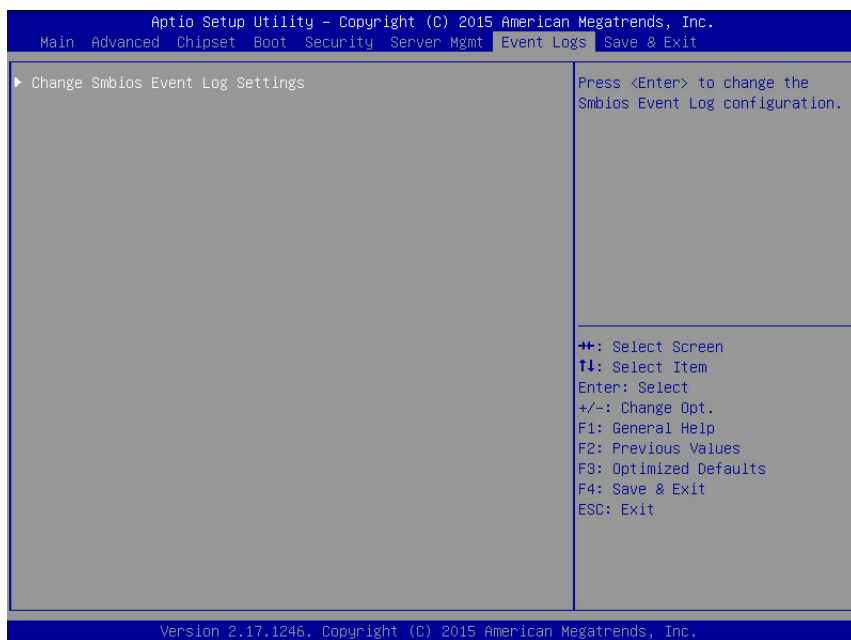 Aptio Setup Utility – Copyright (C) 2015 American Megatrends, Inc.
Main Advanced Chipset Boot Security Server Mgmt Event Logs Save & Exit
▶ Change Smbios Event Log Settings
Press <Enter> to change the
Smbios Event Log configuration.
→←: Select Screen
↑↓: Select Item
Enter: Select
+/-: Change Opt.
F1: General Help
F2: Previous Values
F3: Optimized Defaults
F4: Save & Exit
ESC: Exit
Version 2.17.1246. Copyright (C) 2015 American Megatrends, Inc.